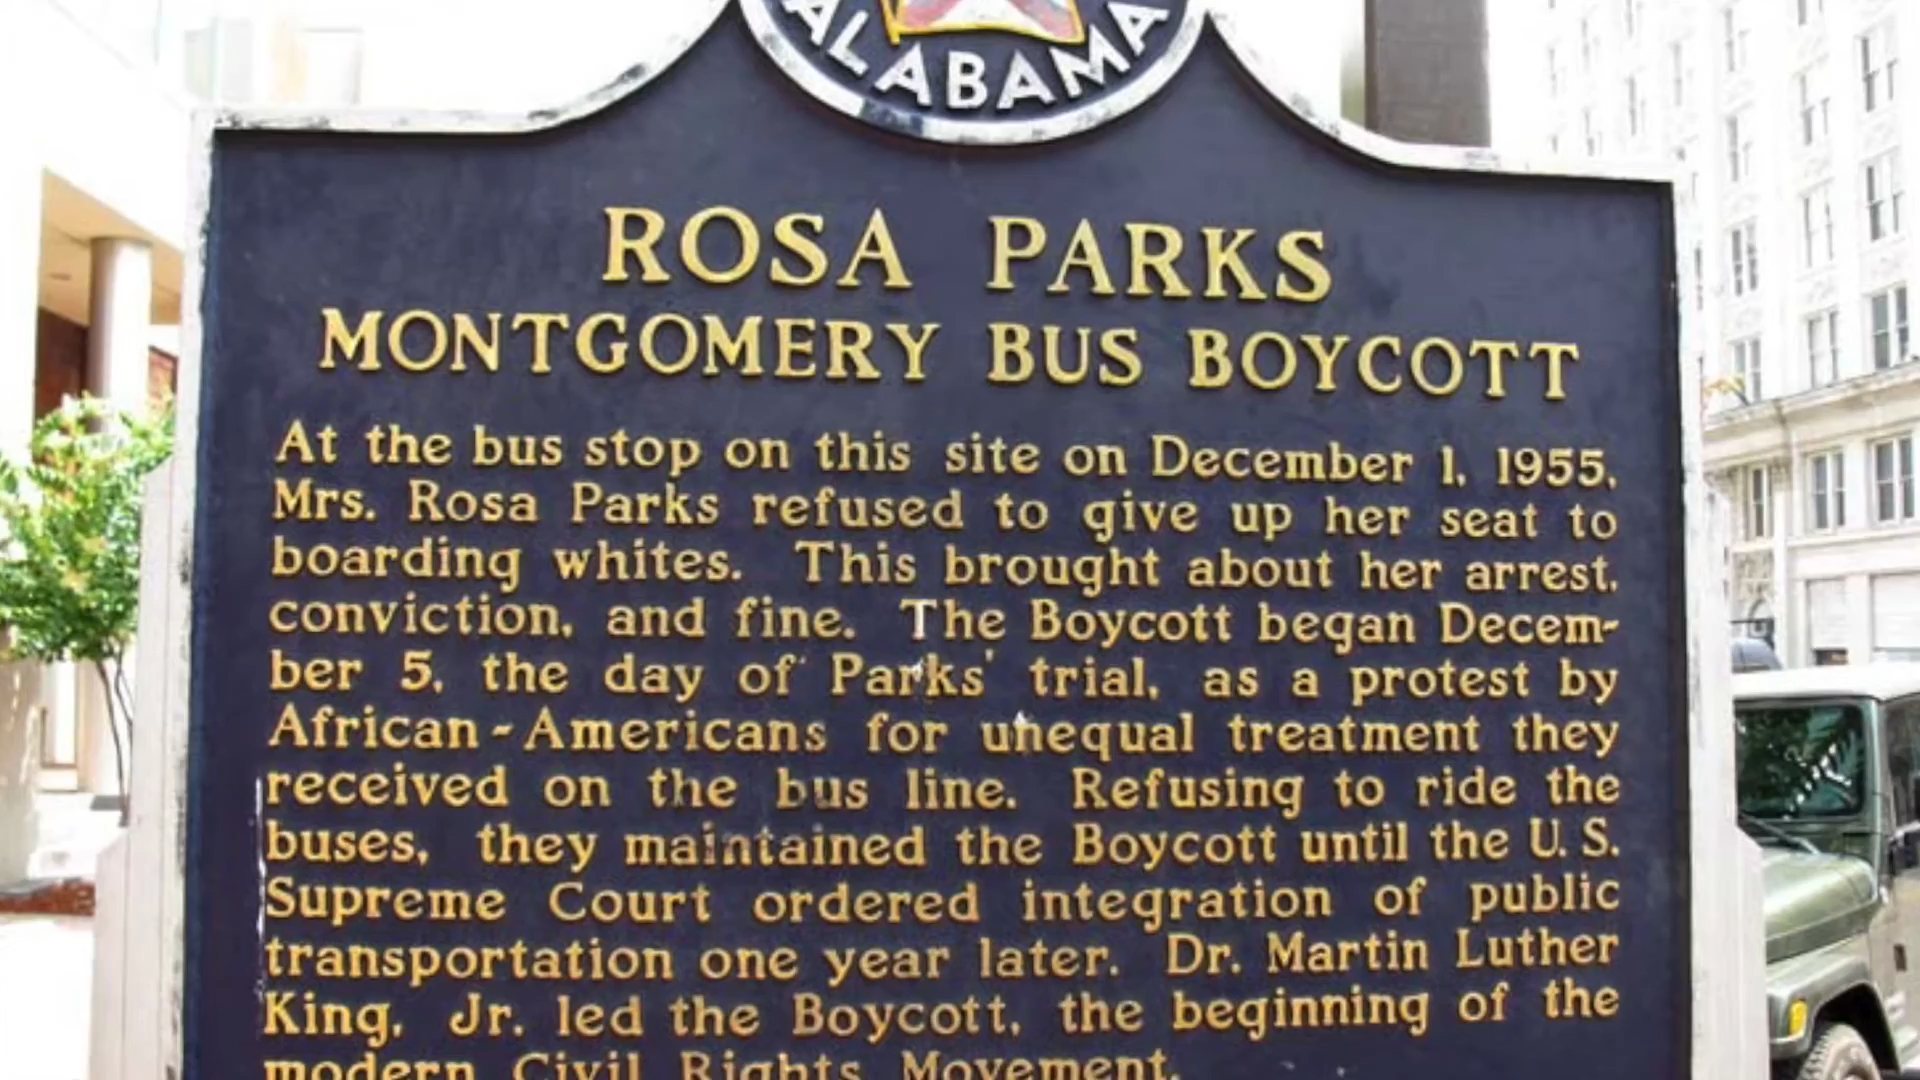 ALABAMA
ROSA PARKS
MONTGOMERY BUS BOYCOTT
At the bus stop on this site on December 1, 1955,
Mrs. Rosa Parks refused to give up her seat to
boarding whites. This brought about her arrest,
conviction, and fine. The Boycott began Decem-
ber 5, the day of Parks' trial, as a protest by
African-Americans for unequal treatment they
received on the bus line. Refusing to ride the
buses, they maintained the Boycott until the U.S.
Supreme Court ordered integration of public
transportation one year later. Dr. Martin Luther
King, Jr. led the Boycott, the beginning of the
modern Civil Rights Movement.